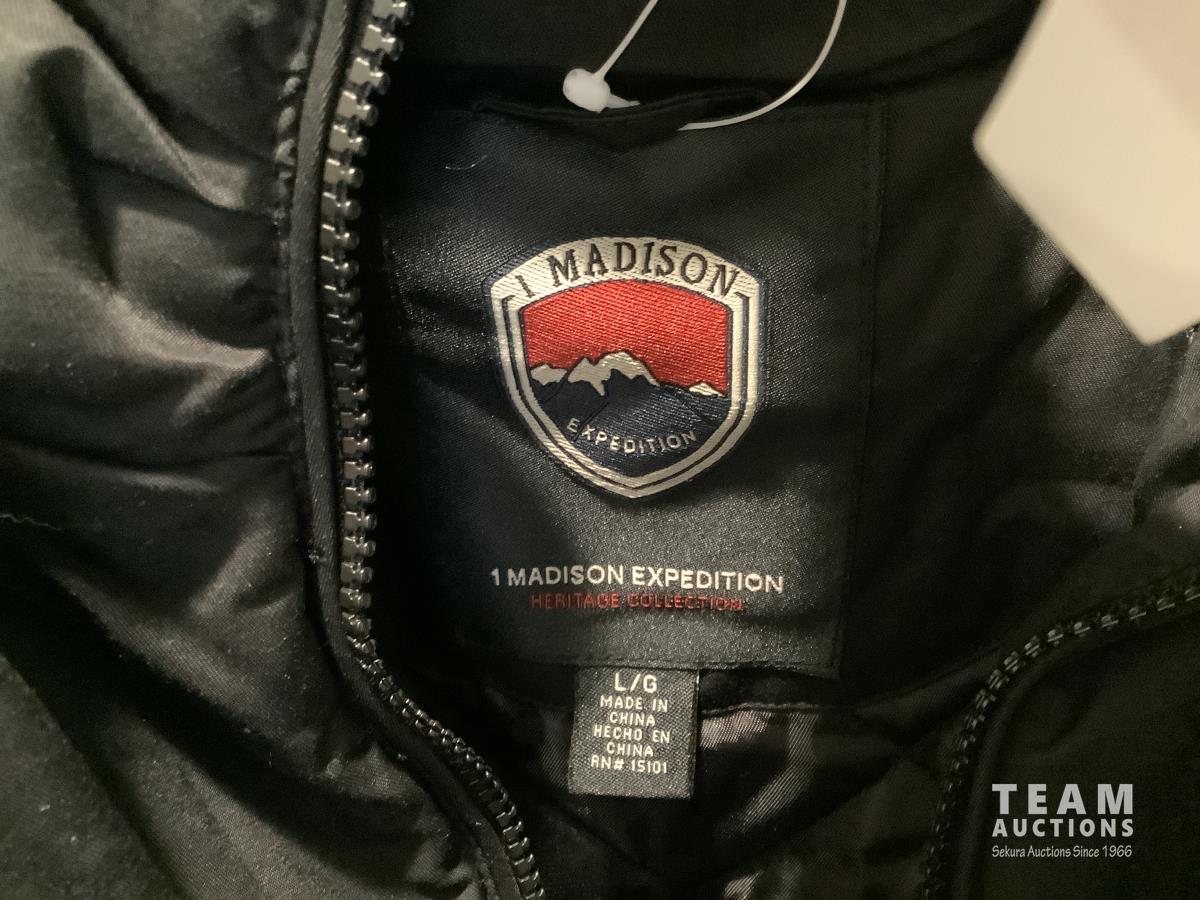 1 MADISON
EXPEDITION
1 MADISON EXPEDITION
HERITAGE COLLECTION
L/G
MADE IN
CHINA
HECHO EN
CHINA
RN# 15101
TEAM
AUCTIONS
Sekura Auctions Since 1966